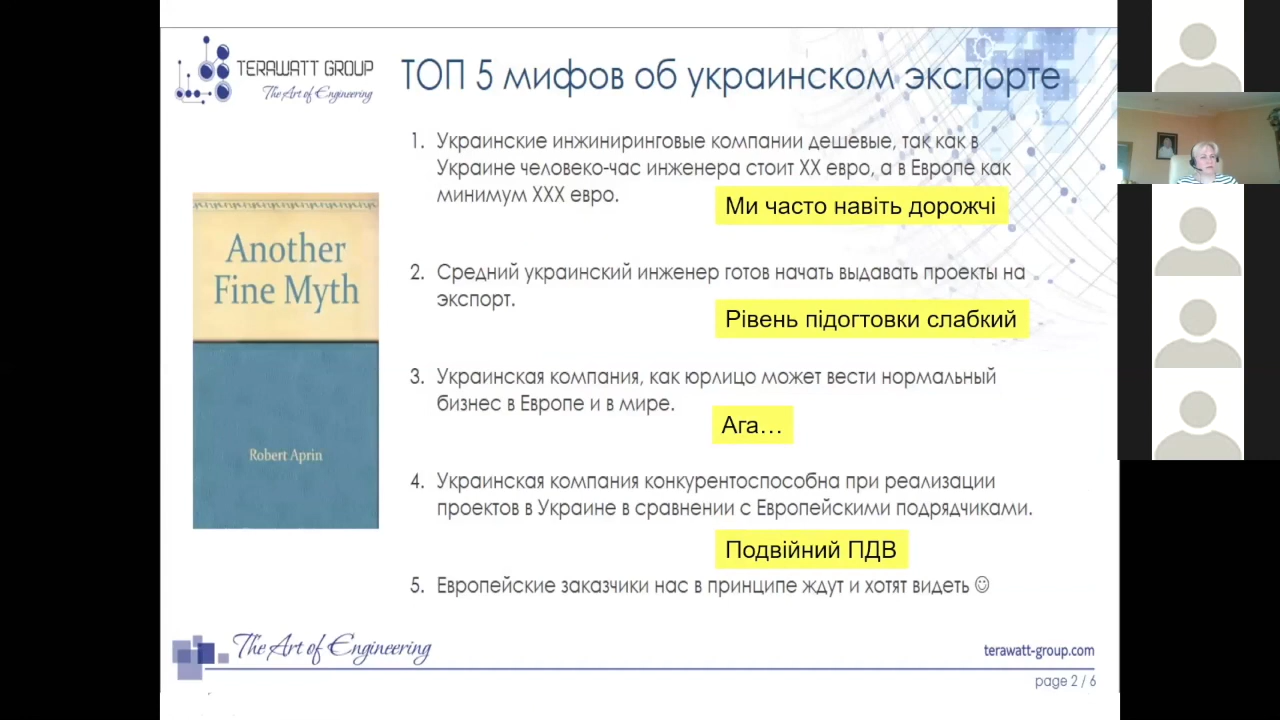 TERAWATT GROUP
The Art of Engineering
ТОП 5 мифов об украинском экспорте
Another
Fine Myth
Robert Aprin
1. Украинские инжиниринговые компании дешевые, так как в
Украине человеко-час инженера стоит XX евро, а в Европе как
минимум XXX евро.
Ми часто навіть дорожчі
2. Средний украинский инженер готов начать выдавать проекты на
экспорт.
Рівень підогтовки слабкий
3. Украинская компания, как юрлицо может вести нормальный
бизнес в Европе и в мире.
Ага...
4. Украинская компания конкурентоспособна при реализации
проектов в Украине в сравнении с Европейскими подрядчиками.
Подвійний ПДВ
5. Европейские заказчики нас в принципе ждут и хотят видеть ☺
The Art of Engineering
terawatt-group.com
page 2 / 6